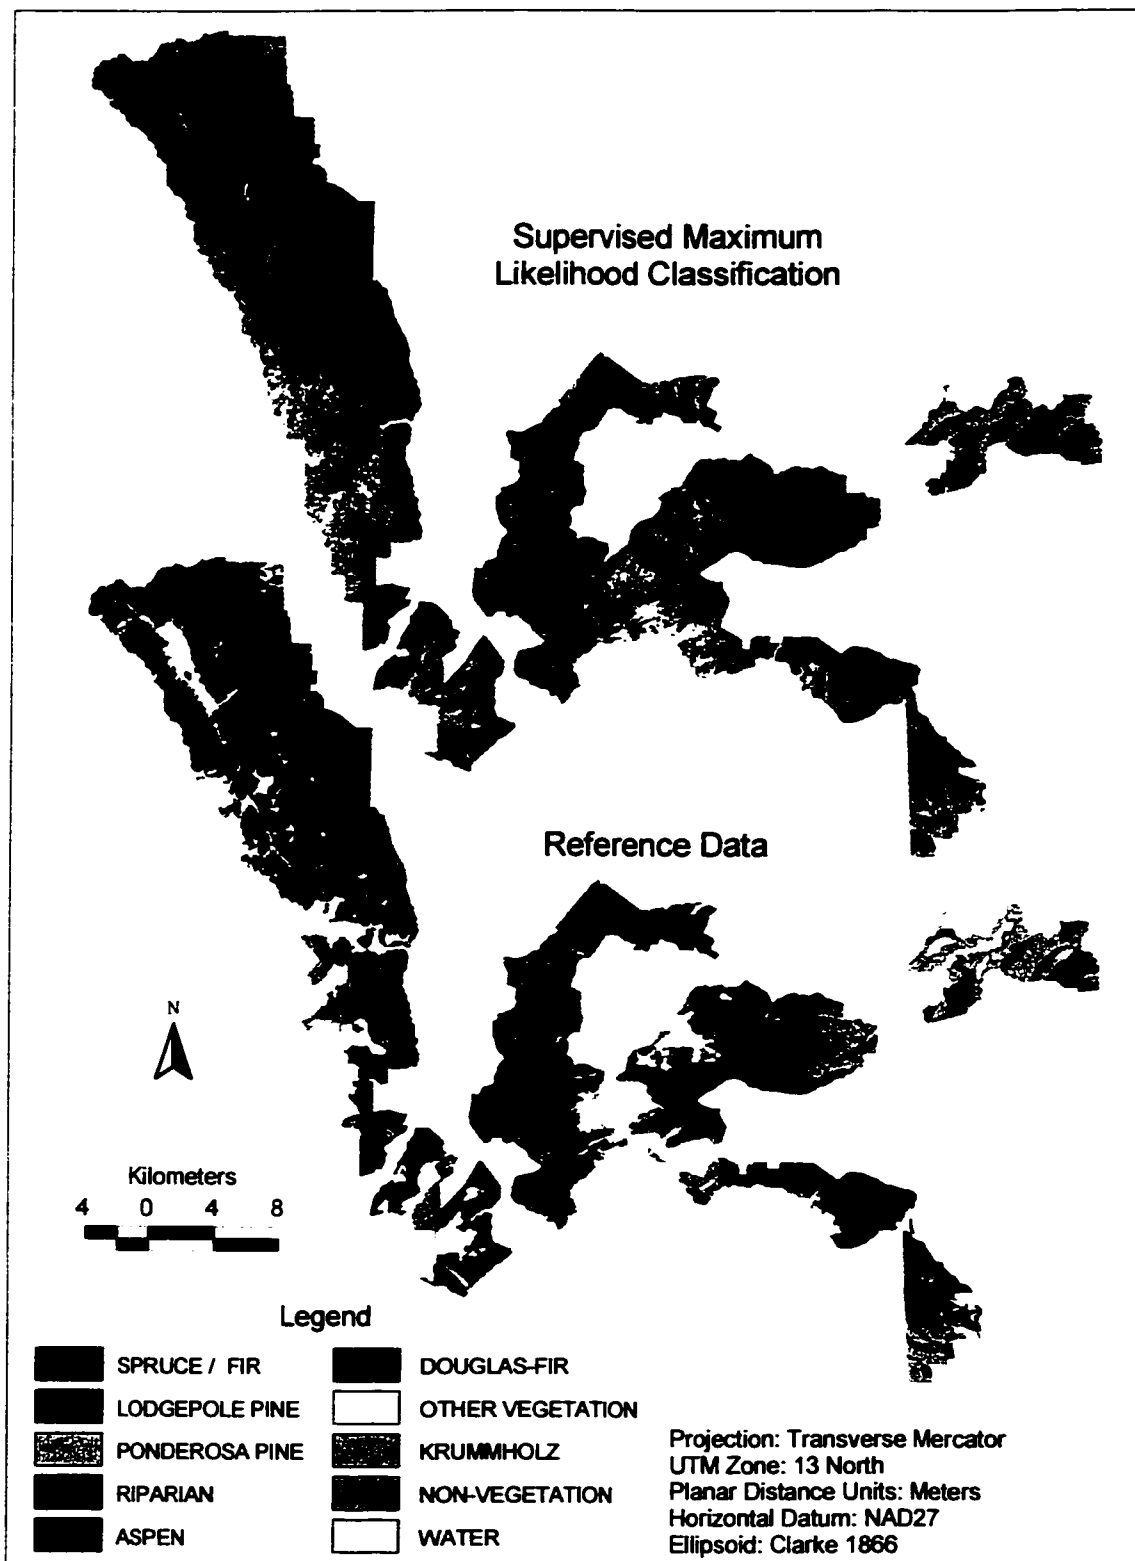 Supervised Maximum
Likelihood Classification
Reference Data
N
Kilometers
4 0 4 8
Legend
SPRUCE / FIR
LODGEPOLE PINE
PONDEROSA PINE
RIPARIAN
ASPEN
DOUGLAS-FIR
OTHER VEGETATION
KRUMMHOLZ
NON-VEGETATION
WATER
Projection: Transverse Mercator
UTM Zone: 13 North
Planar Distance Units: Meters
Horizontal Datum: NAD27
Ellipsoid: Clarke 1866